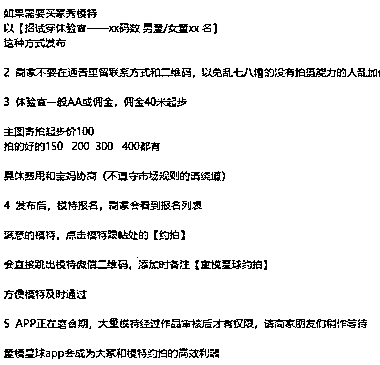 如果需要买家秀模特
以【招试穿体验官——xx码数 男童/女童xx 名】
这种方式发布
2 商家不要在通告里留联系方式和二维码，以免乱七八糟的没有拍摄能力的人乱加
3 体验官一般AA或佣金，佣金40米起步
主图寄拍起步价100
拍的好的150 200 300 400都有
具体费用和宝妈协商（不遵守市场规则的请绕道）
4 发布后，模特报名，商家会看到报名列表
满意的模特，点击模特跟帖处的【约拍】
会直接跳出模特微信二维码，添加时备注【童模星球约拍】
方便模特及时通过
5 APP正在磨合期，大量模特经过作品审核后才有权限，请商家朋友们稍作等待
童模星球app会成为大家和模特约拍的高效利器